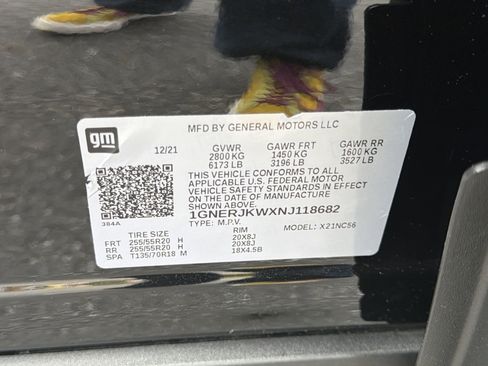 gm
MFD BY GENERAL MOTORS LLC
12/21 GVWR GAWR FRT GAWR RR
2800 KG 1450 KG 1600 KG
6173 LB 3196 LB 3527 LB
THIS VEHICLE CONFORMS TO ALL
APPLICABLE U.S. FEDERAL MOTOR
VEHICLE SAFETY STANDARDS IN EFFECT
ON THE DATE OF MANUFACTURE
SHOWN ABOVE.
384A
1GNERJKWXNJ118682
TYPE: M.P.V. MODEL: X21NC56
TIRE SIZE RIM
FRT 255/55R20 H 20X8J
RR 255/55R20 H 20X8J
SPA T135/70R18 M 18X4.5B